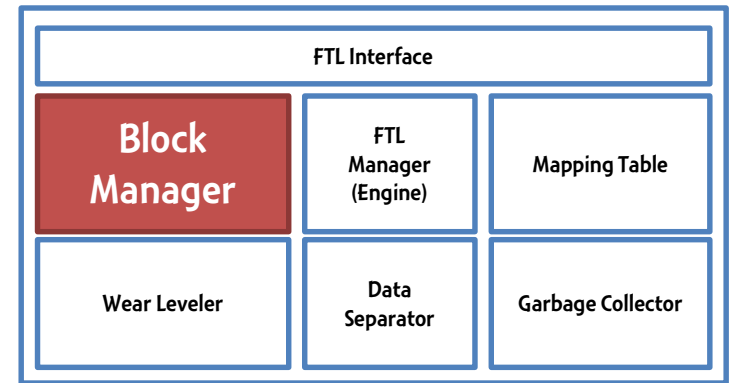 FTL Interface
Block
Manager
FTL
Manager
(Engine)
Mapping Table
Wear Leveler
Data
Separator
Garbage Collector